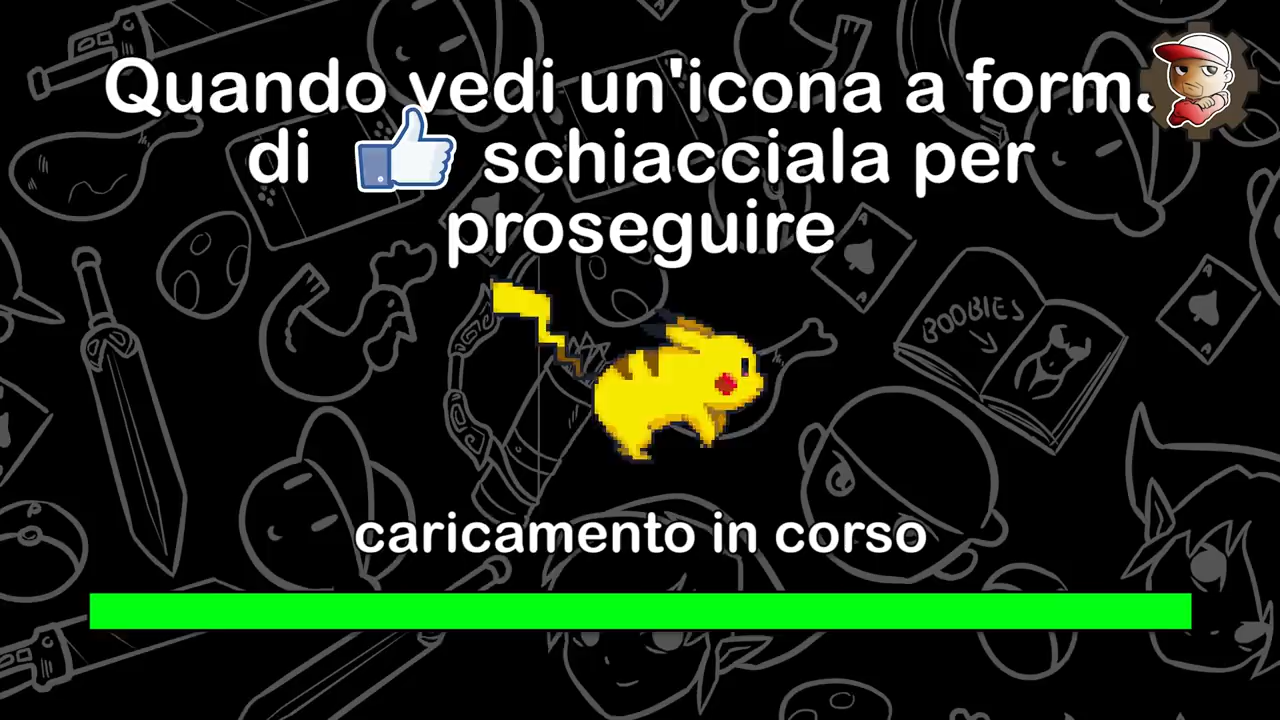 Quando vedi un'icona a forma
di schiacciala per
proseguire
BOOBIES
caricamento in corso